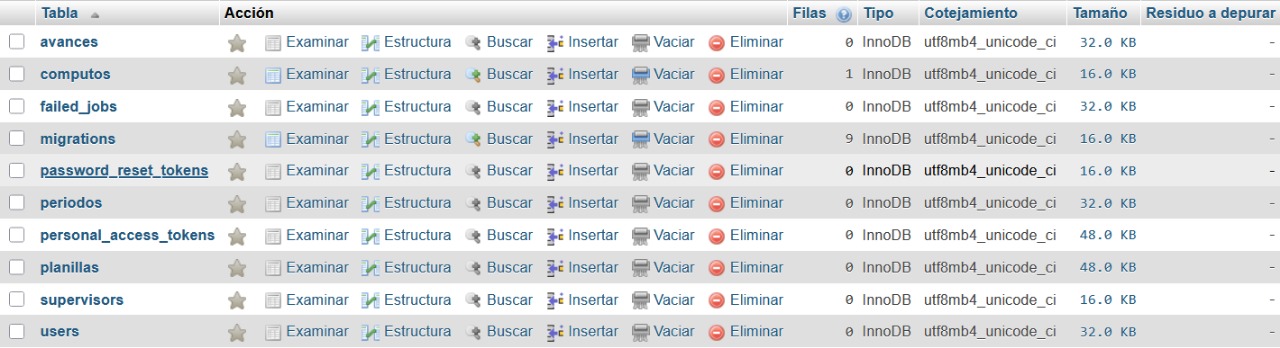 Tabla Acción Filas Tipo Cotejamiento Tamaño Residuo a depurar
avances Examinar Estructura Buscar Insertar Vaciar Eliminar 0 InnoDB utf8mb4_unicode_ci 32.0 KB -
computos Examinar Estructura Buscar Insertar Vaciar Eliminar 1 InnoDB utf8mb4_unicode_ci 16.0 KB -
failed_jobs Examinar Estructura Buscar Insertar Vaciar Eliminar 0 InnoDB utf8mb4_unicode_ci 32.0 KB -
migrations Examinar Estructura Buscar Insertar Vaciar Eliminar 9 InnoDB utf8mb4_unicode_ci 16.0 KB -
password_reset_tokens Examinar Estructura Buscar Insertar Vaciar Eliminar 0 InnoDB utf8mb4_unicode_ci 16.0 KB -
periodos Examinar Estructura Buscar Insertar Vaciar Eliminar 0 InnoDB utf8mb4_unicode_ci 32.0 KB -
personal_access_tokens Examinar Estructura Buscar Insertar Vaciar Eliminar 0 InnoDB utf8mb4_unicode_ci 48.0 KB -
planillas Examinar Estructura Buscar Insertar Vaciar Eliminar 0 InnoDB utf8mb4_unicode_ci 48.0 KB -
supervisors Examinar Estructura Buscar Insertar Vaciar Eliminar 0 InnoDB utf8mb4_unicode_ci 16.0 KB -
users Examinar Estructura Buscar Insertar Vaciar Eliminar 0 InnoDB utf8mb4_unicode_ci 32.0 KB -